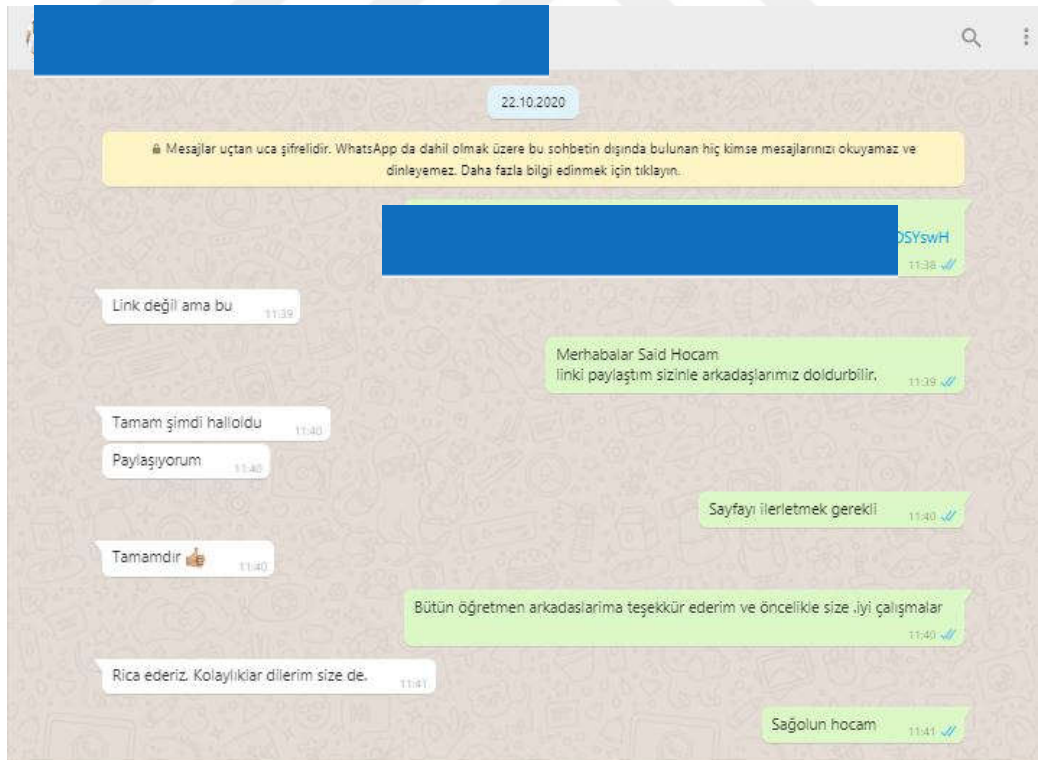 22.10.2020
Mesajlar uçtan uca şifrelidir. WhatsApp da dahil olmak üzere bu sohbetin dışında bulunan hiç kimse mesajlarınızı okuyamaz ve
dinleyemez. Daha fazla bilgi edinmek için tıklayın.
DSYswH
11:38
Link değil ama bu 11:39
Merhabalar Said Hocam
linki paylaştım sizinle arkadaşlarımız doldurbilir. 11:39
Tamam şimdi halloldu 11:40
Paylaşıyorum 11:40
Sayfayı ilerletmek gerekli 11:40
Tamamdır 👍 11:40
Bütün öğretmen arkadaslarima teşekkür ederim ve öncelikle size .iyi çalışmalar
11:40
Rica ederiz. Kolaylıklar dilerim size de. 11:41
Sağolun hocam 11:41